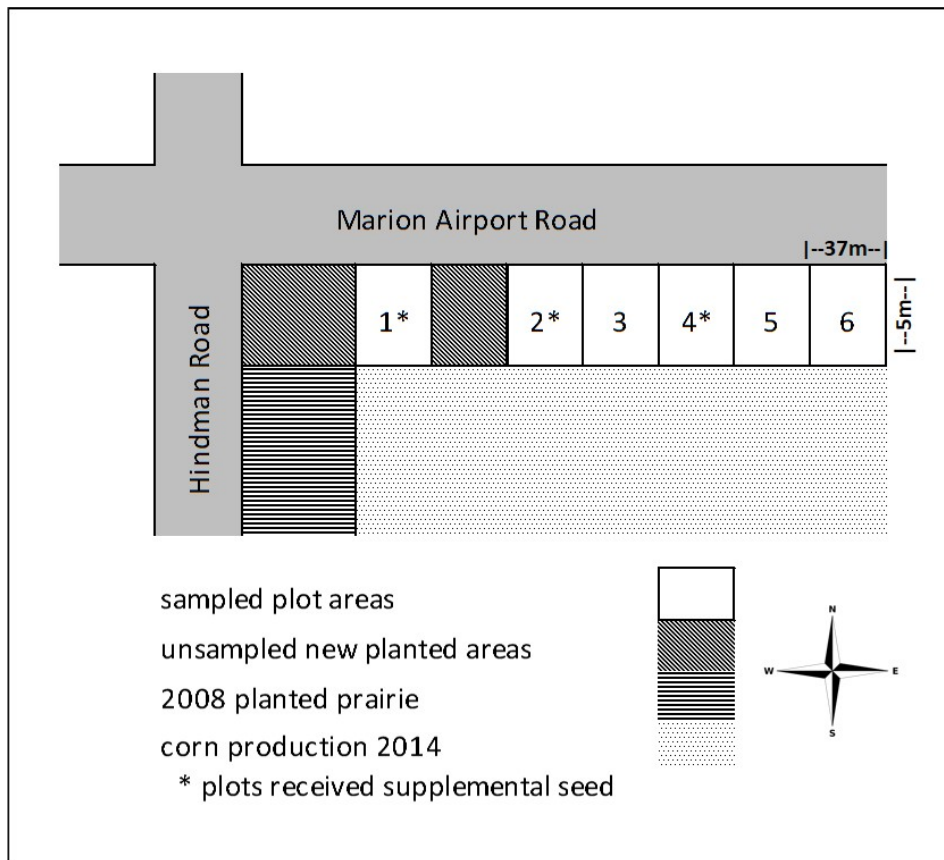 Marion Airport Road
|--37m--|
1*
2*
3
4*
5
6
|--5m--|
Hindman Road
sampled plot areas
unsampled new planted areas
2008 planted prairie
corn production 2014
* plots received supplemental seed
N
W
E
S